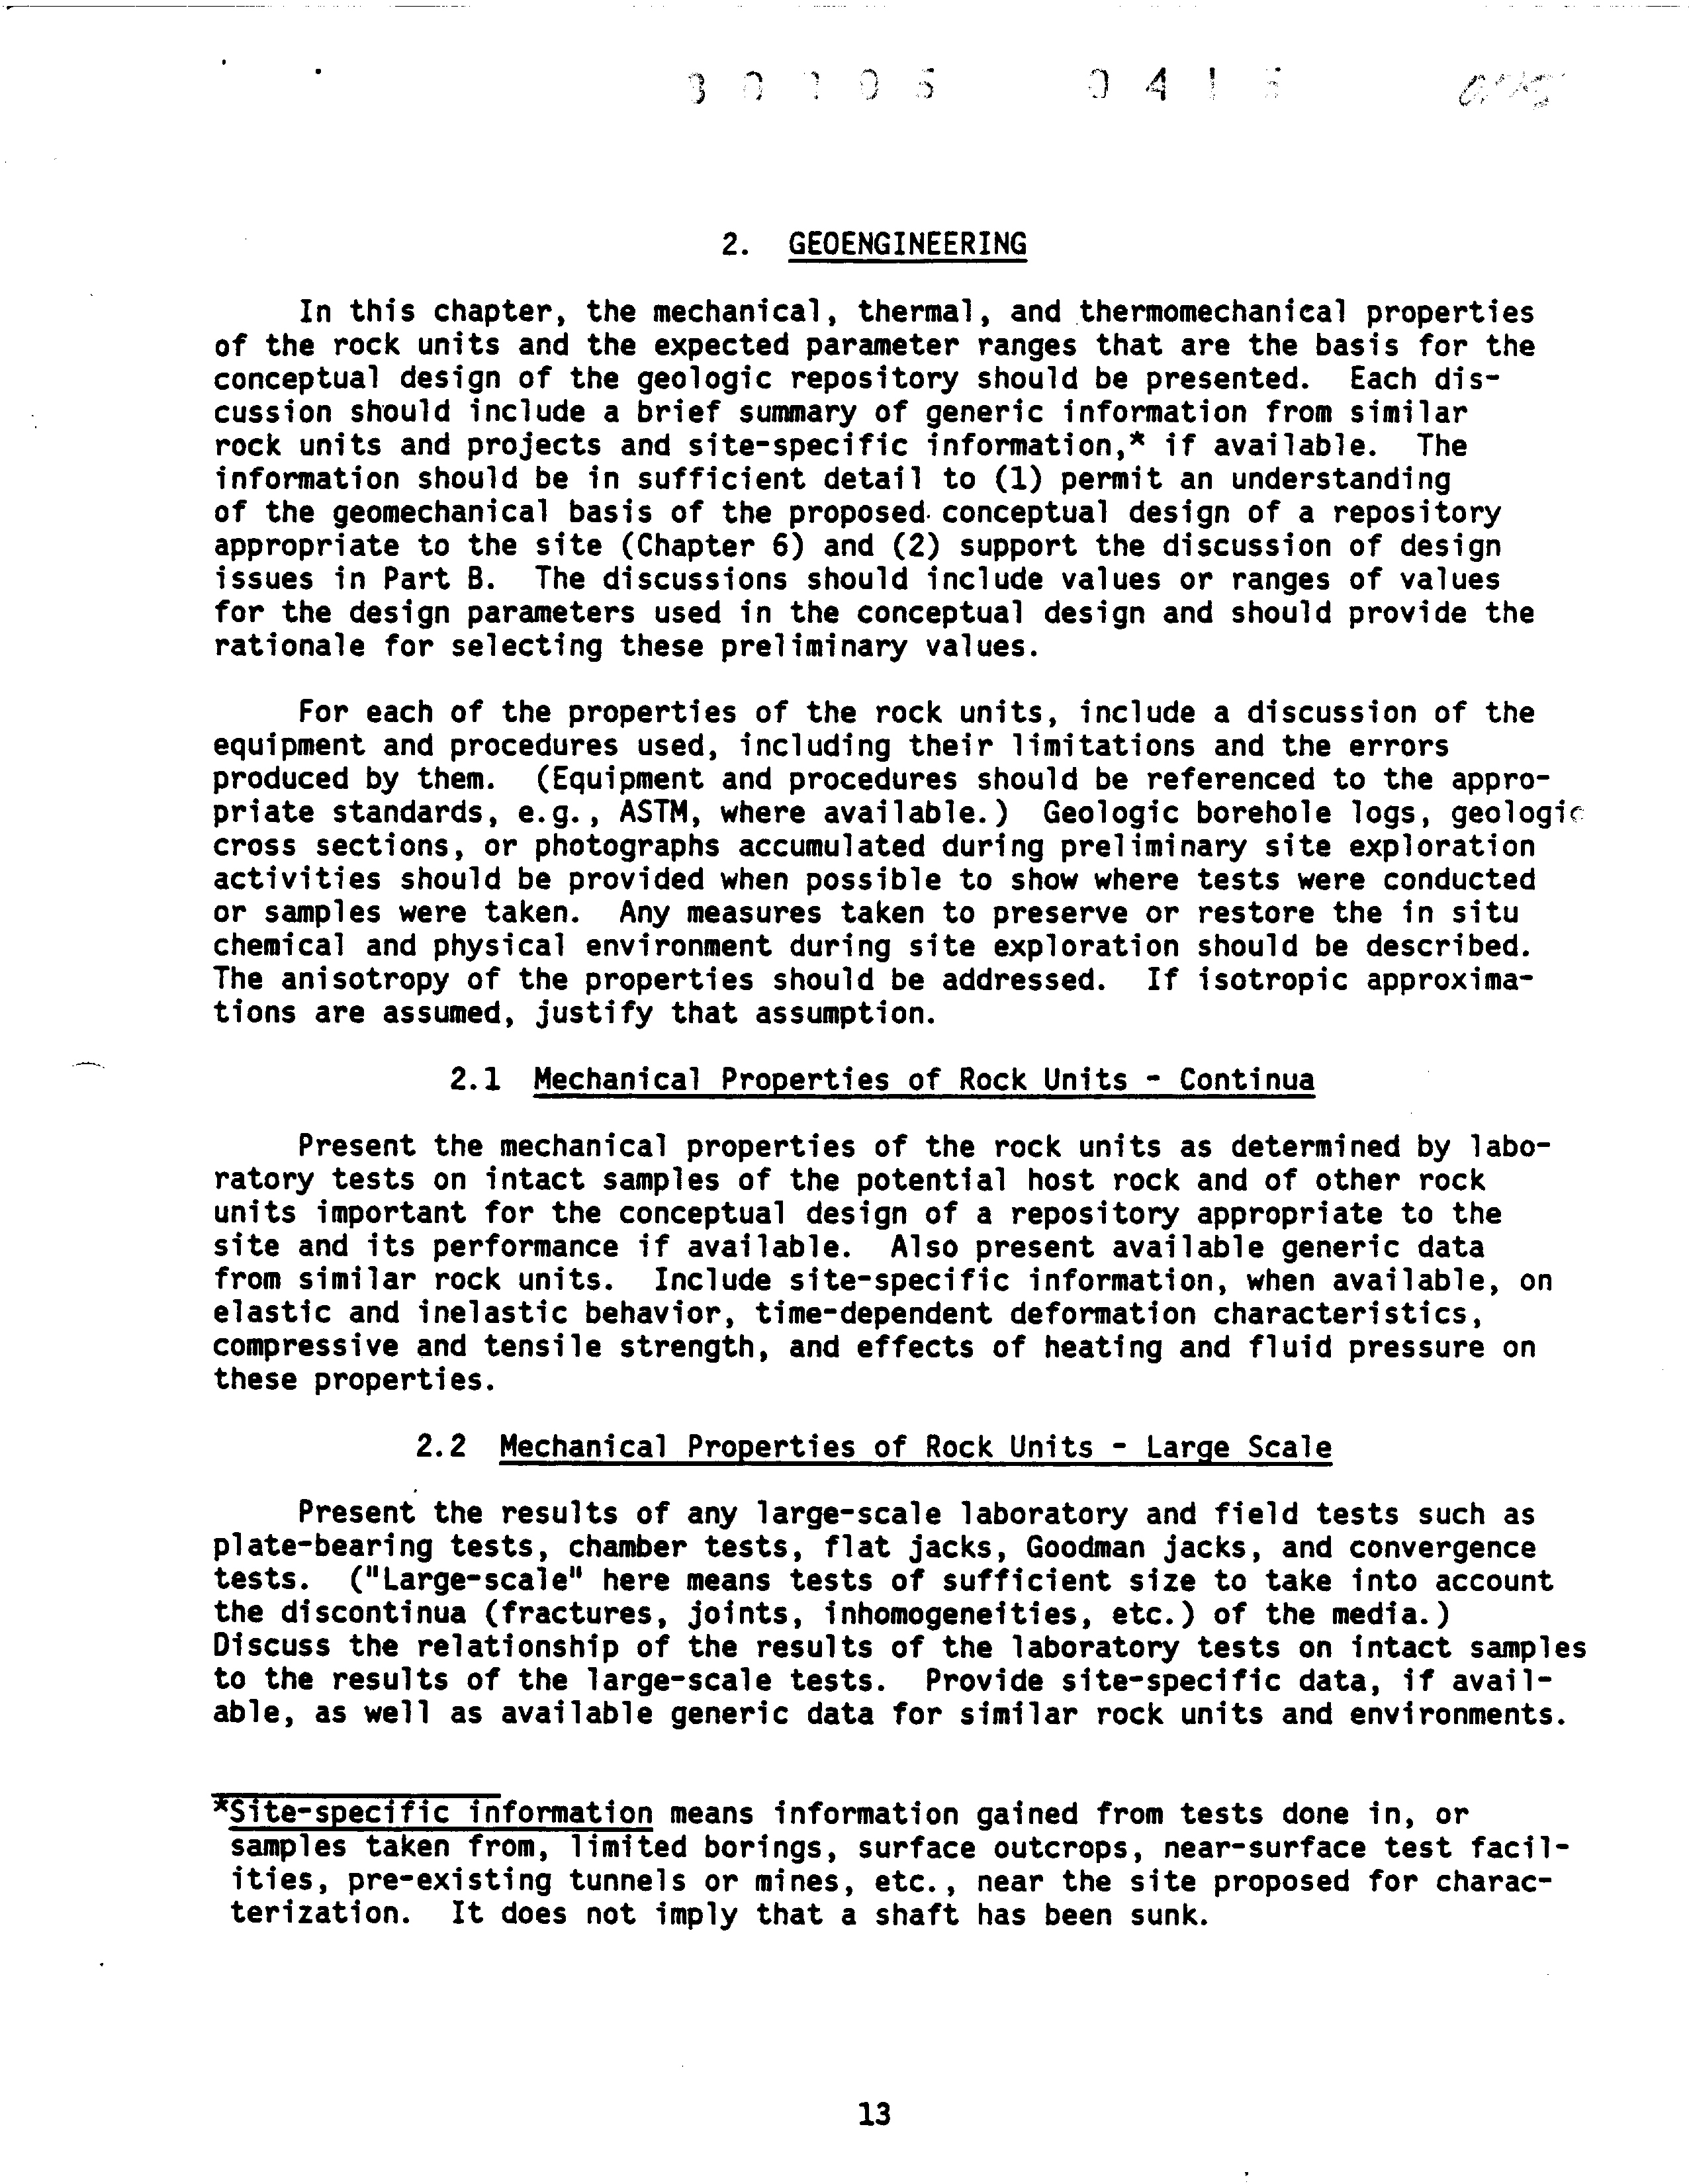 2. GEOENGINEERING
In this chapter, the mechanical, thermal, and thermomechanical properties
of the rock units and the expected parameter ranges that are the basis for the
conceptual design of the geologic repository should be presented. Each dis-
cussion should include a brief summary of generic information from similar
rock units and projects and site-specific information,* if available. The
information should be in sufficient detail to (1) permit an understanding
of the geomechanical basis of the proposed conceptual design of a repository
appropriate to the site (Chapter 6) and (2) support the discussion of design
issues in Part B. The discussions should include values or ranges of values
for the design parameters used in the conceptual design and should provide the
rationale for selecting these preliminary values.
For each of the properties of the rock units, include a discussion of the
equipment and procedures used, including their limitations and the errors
produced by them. (Equipment and procedures should be referenced to the appro-
priate standards, e.g., ASTM, where available.) Geologic borehole logs, geologic
cross sections, or photographs accumulated during preliminary site exploration
activities should be provided when possible to show where tests were conducted
or samples were taken. Any measures taken to preserve or restore the in situ
chemical and physical environment during site exploration should be described.
The anisotropy of the properties should be addressed. If isotropic approxima-
tions are assumed, justify that assumption.
2.1 Mechanical Properties of Rock Units - Continua
Present the mechanical properties of the rock units as determined by labo-
ratory tests on intact samples of the potential host rock and of other rock
units important for the conceptual design of a repository appropriate to the
site and its performance if available. Also present available generic data
from similar rock units. Include site-specific information, when available, on
elastic and inelastic behavior, time-dependent deformation characteristics,
compressive and tensile strength, and effects of heating and fluid pressure on
these properties.
2.2 Mechanical Properties of Rock Units - Large Scale
Present the results of any large-scale laboratory and field tests such as
plate-bearing tests, chamber tests, flat jacks, Goodman jacks, and convergence
tests. ("Large-scale" here means tests of sufficient size to take into account
the discontinua (fractures, joints, inhomogeneities, etc.) of the media.)
Discuss the relationship of the results of the laboratory tests on intact samples
to the results of the large-scale tests. Provide site-specific data, if avail-
able, as well as available generic data for similar rock units and environments.
*Site-specific information means information gained from tests done in, or
samples taken from, limited borings, surface outcrops, near-surface test facil-
ities, pre-existing tunnels or mines, etc., near the site proposed for charac-
terization. It does not imply that a shaft has been sunk.
13